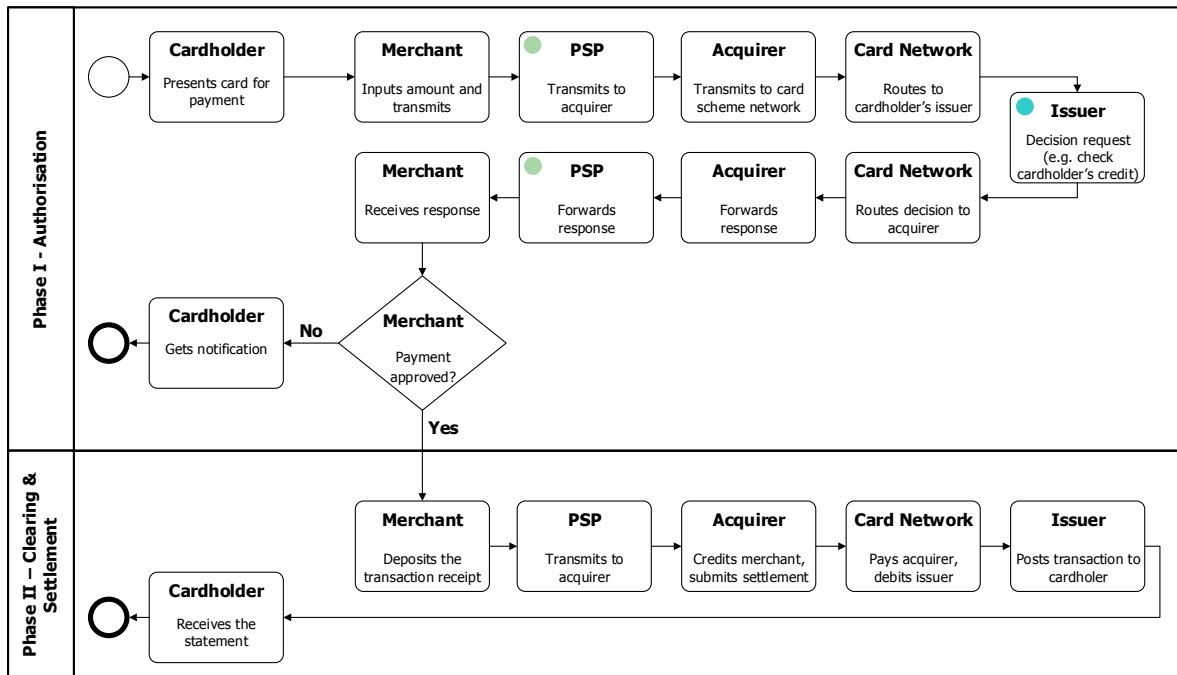 Phase I - Authorisation
Cardholder
Presents card for
payment
Merchant
Inputs amount and
transmits
PSP
Transmits to
acquirer
Acquirer
Transmits to card
scheme network
Card Network
Routes to
cardholder’s issuer
Issuer
Decision request
(e.g. check
cardholder’s credit)
Card Network
Routes decision to
acquirer
Acquirer
Forwards
response
PSP
Forwards
response
Merchant
Receives response
Merchant
Payment
approved?
No
Cardholder
Gets notification
Yes
Phase II – Clearing &
Settlement
Merchant
Deposits the
transaction receipt
PSP
Transmits to
acquirer
Acquirer
Credits merchant,
submits settlement
Card Network
Pays acquirer,
debits issuer
Issuer
Posts transaction to
cardholer
Cardholder
Receives the
statement